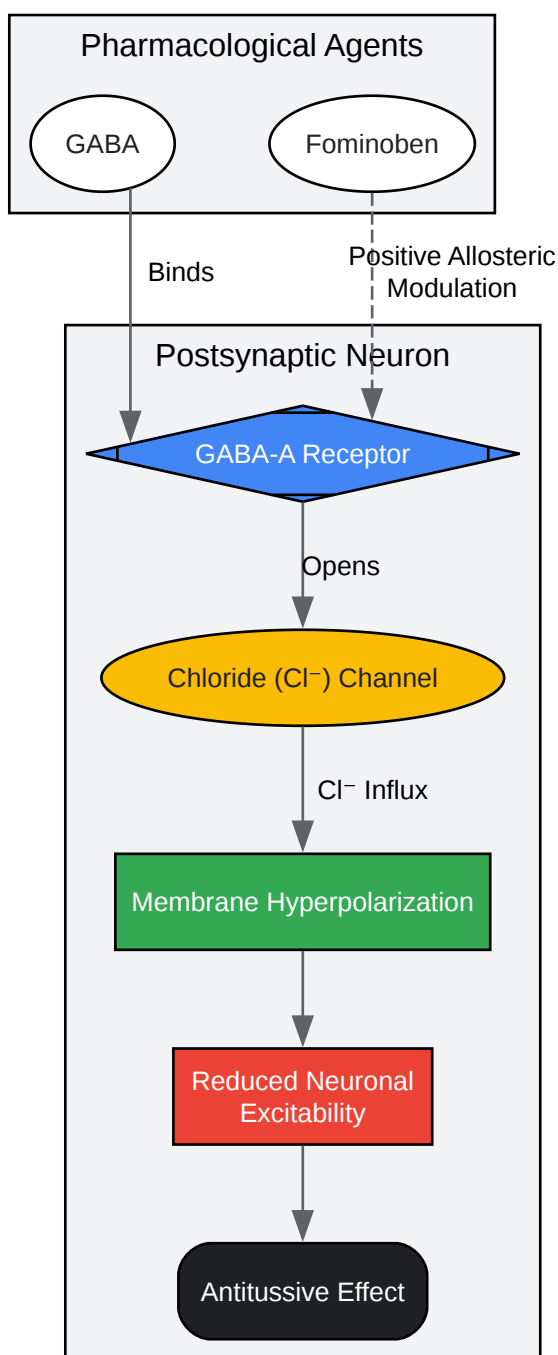 Pharmacological Agents
GABA
Fominoben
Binds
Positive Allosteric
Modulation
Postsynaptic Neuron
GABA-A Receptor
Opens
Chloride (Cl⁻) Channel
Cl⁻ Influx
Membrane Hyperpolarization
Reduced Neuronal
Excitability
Antitussive Effect